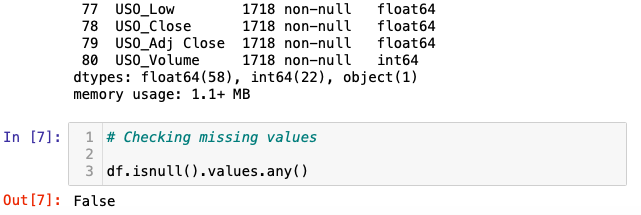 77 USO_Low 1718 non-null float64
78 USO_Close 1718 non-null float64
79 USO_Adj Close 1718 non-null float64
80 USO_Volume 1718 non-null int64
dtypes: float64(58), int64(22), object(1)
memory usage: 1.1+ MB
In [7]: 1 # Checking missing values
2
3 df.isnull().values.any()
Out[7]: False